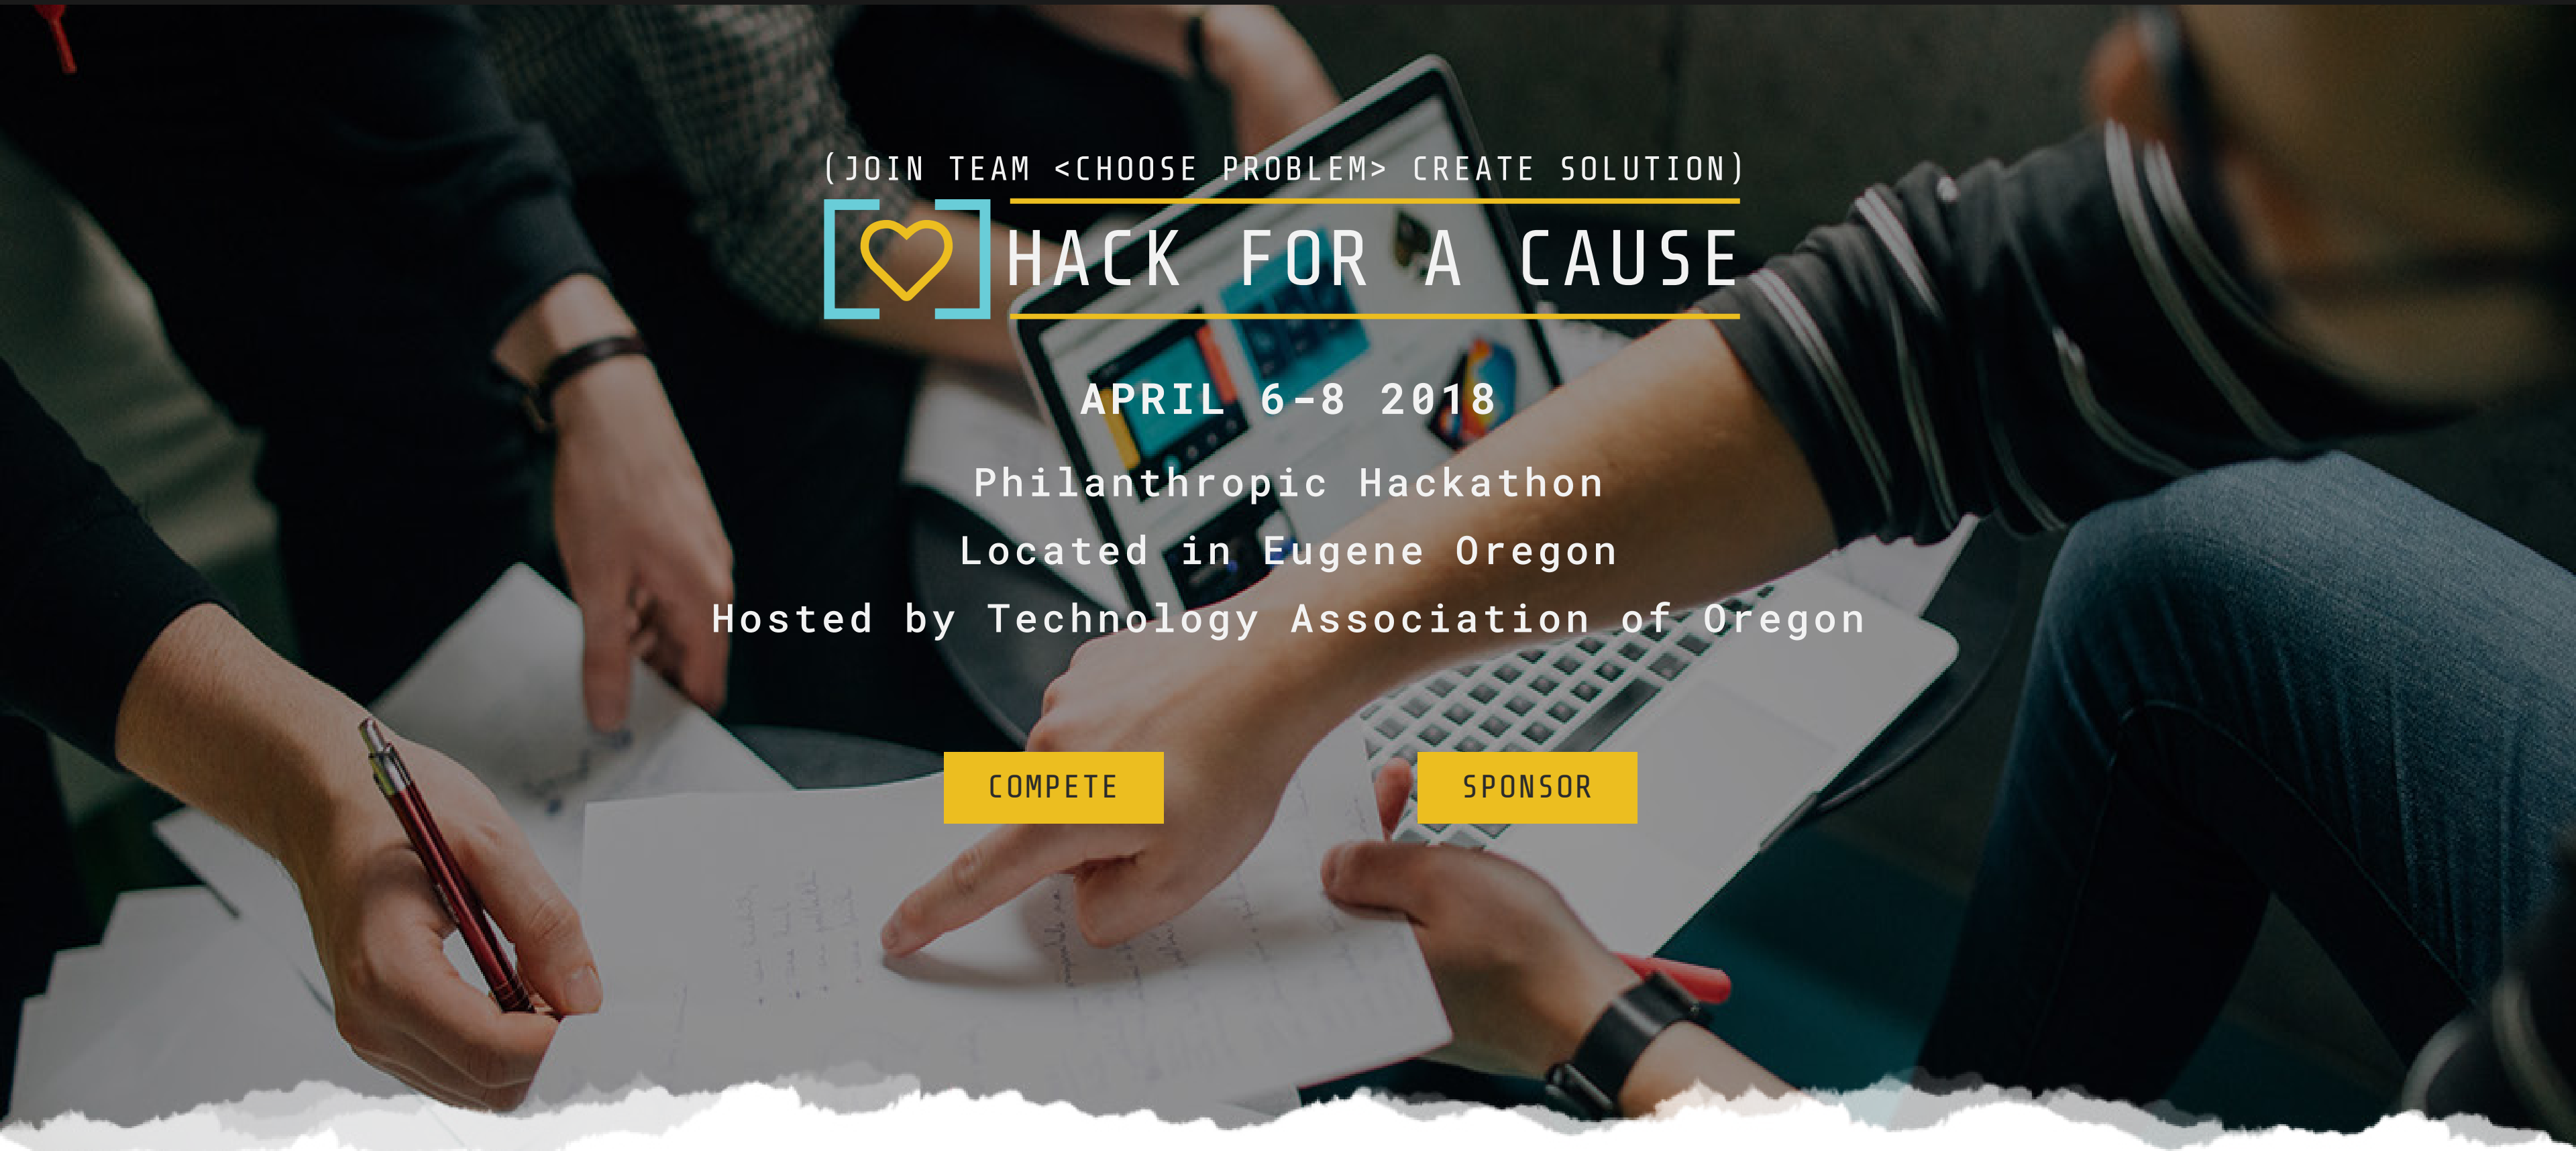 (JOIN TEAM <CHOOSE PROBLEM> CREATE SOLUTION)
HACK FOR A CAUSE
APRIL 6-8 2018
Philanthropic Hackathon
Located in Eugene Oregon
Hosted by Technology Association of Oregon
COMPETE
SPONSOR